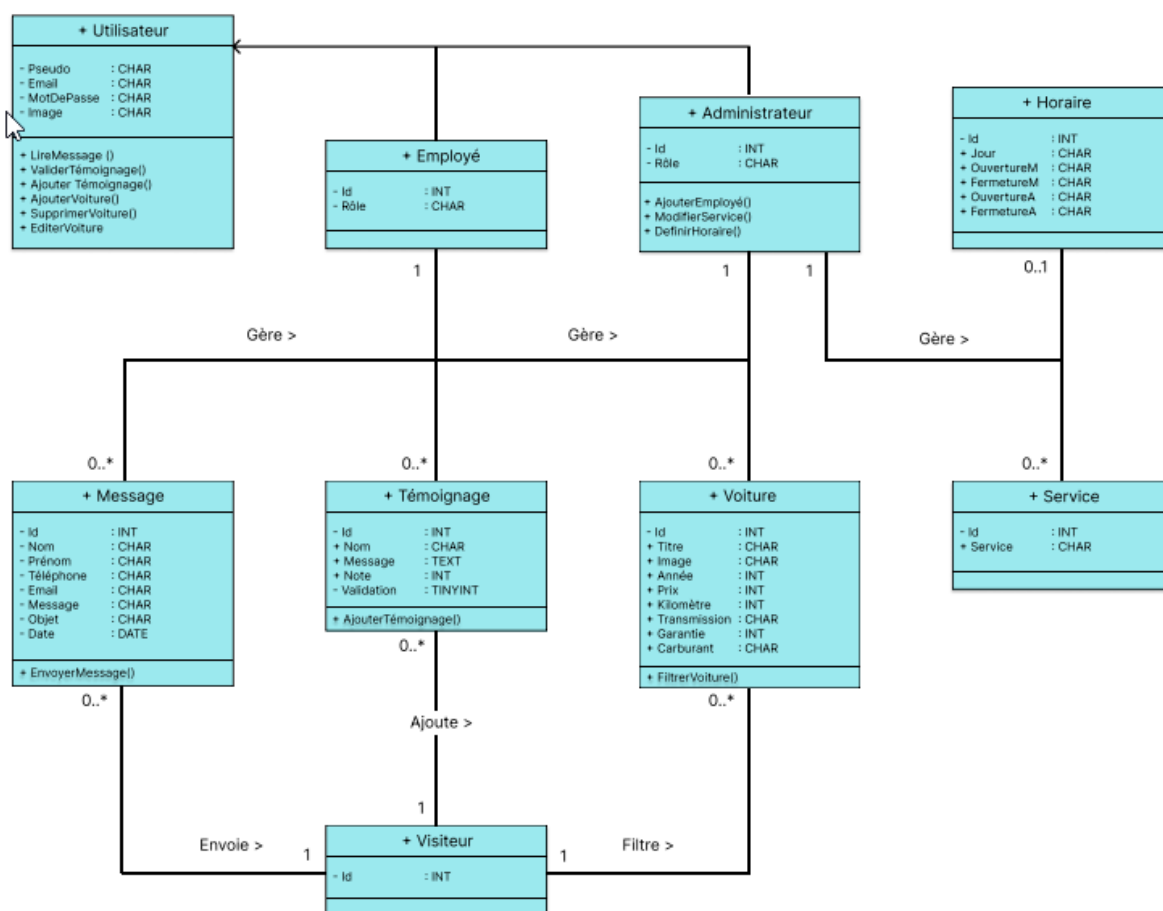 + Utilisateur
- Pseudo : CHAR
- Email : CHAR
- MotDePasse : CHAR
- Image : CHAR
+ LireMessage ()
+ ValiderTémoignage()
+ Ajouter Témoignage()
+ AjouterVoiture()
+ SupprimerVoiture()
+ EditerVoiture
+ Employé
- Id : INT
- Rôle : CHAR
+ Administrateur
- Id : INT
- Rôle : CHAR
+ AjouterEmployé()
+ ModifierService()
+ DefinirHoraire()
+ Horaire
- Id : INT
+ Jour : CHAR
+ OuvertureM : CHAR
+ FermetureM : CHAR
+ OuvertureA : CHAR
+ FermetureA : CHAR
1
1
1
0..1
Gère >
Gère >
Gère >
0..*
0..*
0..*
0..*
+ Message
- Id : INT
- Nom : CHAR
- Prénom : CHAR
- Téléphone : CHAR
- Email : CHAR
- Message : CHAR
- Objet : CHAR
- Date : DATE
+ EnvoyerMessage()
+ Témoignage
- Id : INT
+ Nom : CHAR
+ Message : TEXT
+ Note : INT
- Validation : TINYINT
+ AjouterTémoignage()
+ Voiture
- Id : INT
+ Titre : CHAR
+ Image : CHAR
+ Année : INT
+ Prix : INT
+ Kilomètre : INT
+ Transmission : CHAR
+ Garantie : INT
+ Carburant : CHAR
+ FiltrerVoiture()
+ Service
- Id : INT
+ Service : CHAR
0..*
0..*
0..*
Ajoute >
1
Envoie >
1
1
Filtre >
+ Visiteur
- Id : INT